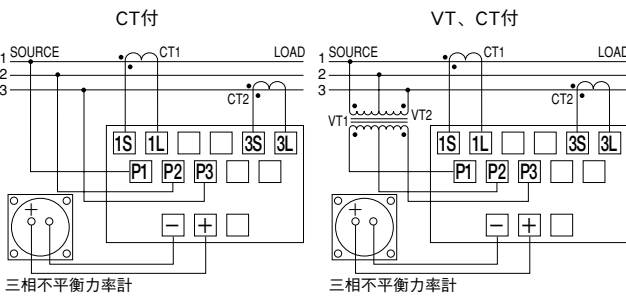 CT付
1 SOURCE CT1 LOAD
2
3
CT2
1S 1L 3S 3L
P1 P2 P3
+
− +
三相不平衡力率計
VT、CT付
1 SOURCE CT1 LOAD
2
3
CT2
VT1 VT2
1S 1L 3S 3L
P1 P2 P3
+
− +
三相不平衡力率計